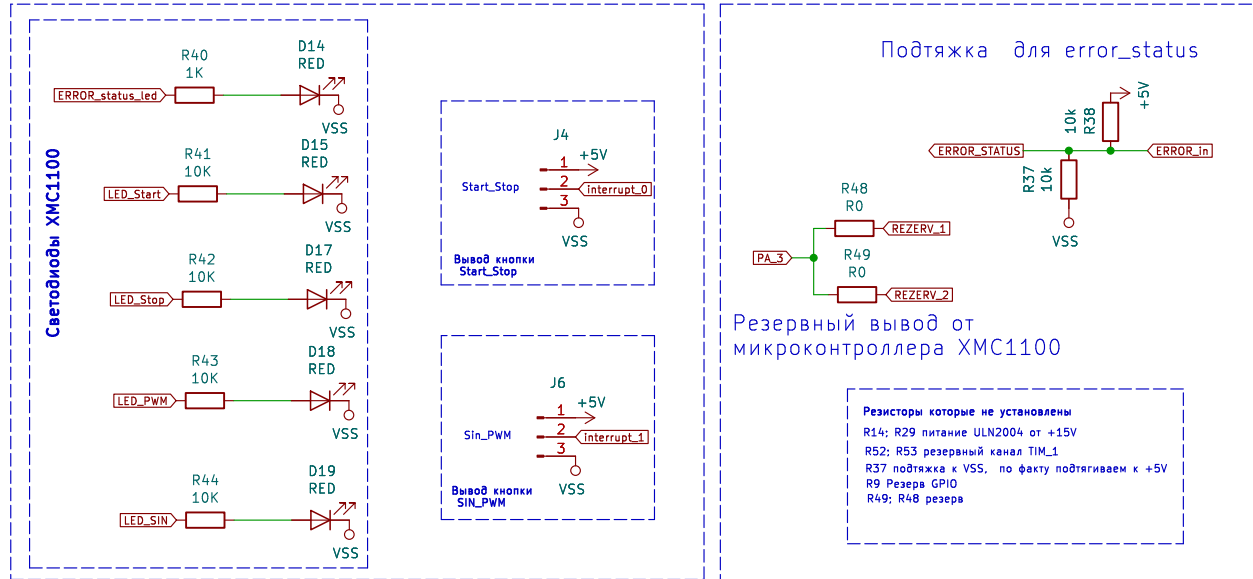 Светодиоды XMC1100
R40
1K
ERROR_status_led
D14
RED
VSS
R41
10K
LED_Start
D15
RED
VSS
R42
10K
LED_Stop
D17
RED
VSS
R43
10K
LED_PWM
D18
RED
VSS
R44
10K
LED_SIN
D19
RED
VSS
J4
Start_Stop
1
+5V
2
interrupt_0
3
VSS
Вывод кнопки
Start_Stop
J6
Sin_PWM
1
+5V
2
interrupt_1
3
VSS
Вывод кнопки
SIN_PWM
Подтяжка для error_status
+5V
10k
R38
ERROR_STATUS
ERROR_in
R37
10k
VSS
R48
R0
REZERV_1
PA_3
R49
R0
REZERV_2
Резервный вывод от
микроконтроллера XMC1100
Резисторы которые не установлены
R14; R29 питание ULN2004 от +15V
R52; R53 резервный канал TIM_1
R37 подтяжка к VSS, по факту подтягиваем к +5V
R9 Резерв GPIO
R49; R48 резерв